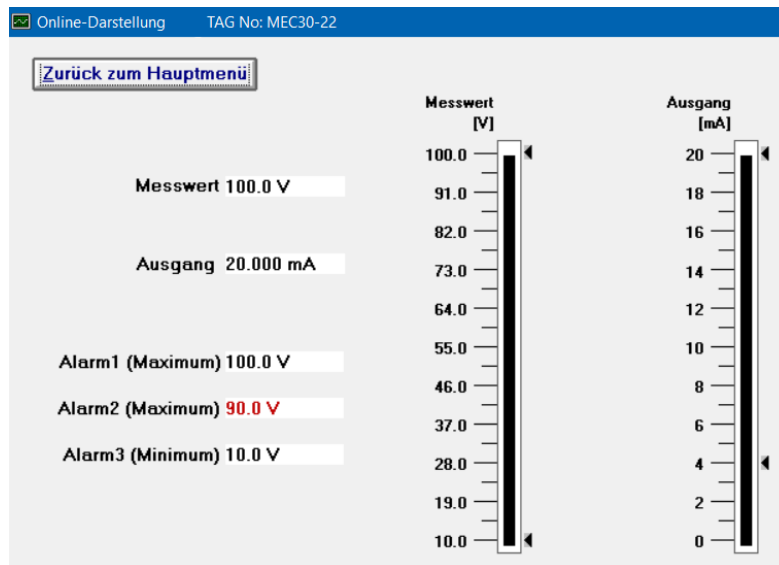 Online-Darstellung TAG No: MEC30-22
Zurück zum Hauptmenü
Messwert
[V]
Ausgang
[mA]
Messwert 100.0 V
Ausgang 20.000 mA
Alarm1 (Maximum) 100.0 V
Alarm2 (Maximum) 90.0 V
Alarm3 (Minimum) 10.0 V
100.0
91.0
82.0
73.0
64.0
55.0
46.0
37.0
28.0
19.0
10.0
20
18
16
14
12
10
8
6
4
2
0